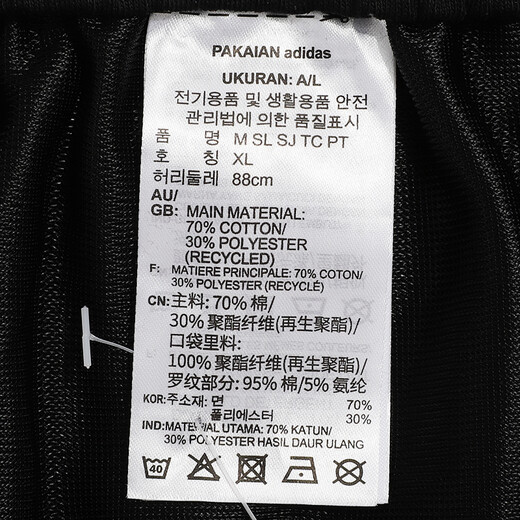 PAKAIAN adidas
UKURAN: A/L
전기용품 및 생활용품 안전
관리법에 의한 품질표시
품 명 M SL SJ TC PT
호 칭 XL
허리둘레 88cm
AU/
GB: MAIN MATERIAL:
70% COTTON/
30% POLYESTER
(RECYCLED)
F: MATIERE PRINCIPALE: 70% COTON/
30% POLYESTER (RECYCLÉ)
CN: 主料: 70% 棉/
30% 聚酯纤维(再生聚酯)/
口袋里料:
100% 聚酯纤维(再生聚酯)/
罗纹部分: 95% 棉/5% 氨纶
KOR: 주소재: 면 70%
폴리에스터 30%
IND: MATERIAL UTAMA: 70% KATUN/
30% POLYESTER HASIL DAUR ULANG
40